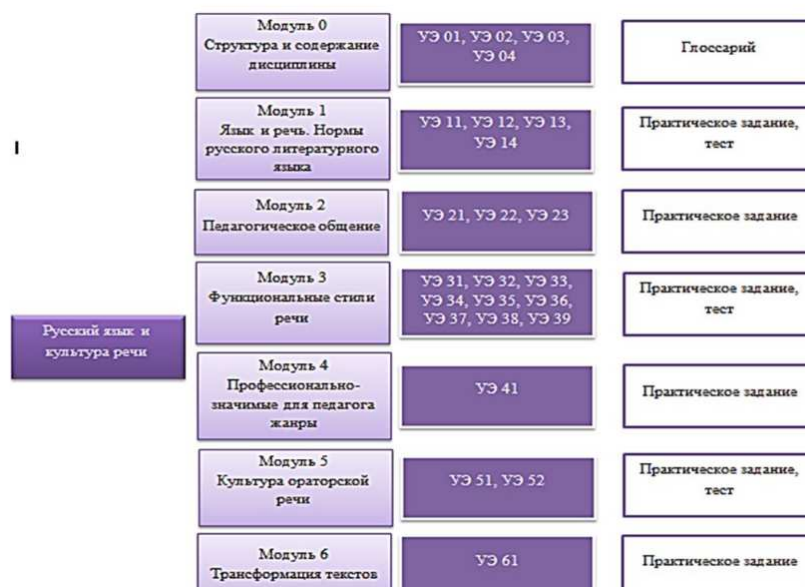 Модуль 0
Структура и содержание
дисциплины
УЭ 01, УЭ 02, УЭ 03,
УЭ 04
Глоссарий
Модуль 1
Язык и речь. Нормы
русского литературного
языка
УЭ 11, УЭ 12, УЭ 13,
УЭ 14
Практическое задание,
тест
Модуль 2
Педагогическое общение
УЭ 21, УЭ 22, УЭ 23
Практическое задание
Модуль 3
Функциональные стили
речи
УЭ 31, УЭ 32, УЭ 33,
УЭ 34, УЭ 35, УЭ 36,
УЭ 37, УЭ 38, УЭ 39
Практическое задание,
тест
Русский язык и
культура речи
Модуль 4
Профессионально-
значимые для педагога
жанры
УЭ 41
Практическое задание
Модуль 5
Культура ораторской
речи
УЭ 51, УЭ 52
Практическое задание,
тест
Модуль 6
Трансформация текстов
УЭ 61
Практическое задание